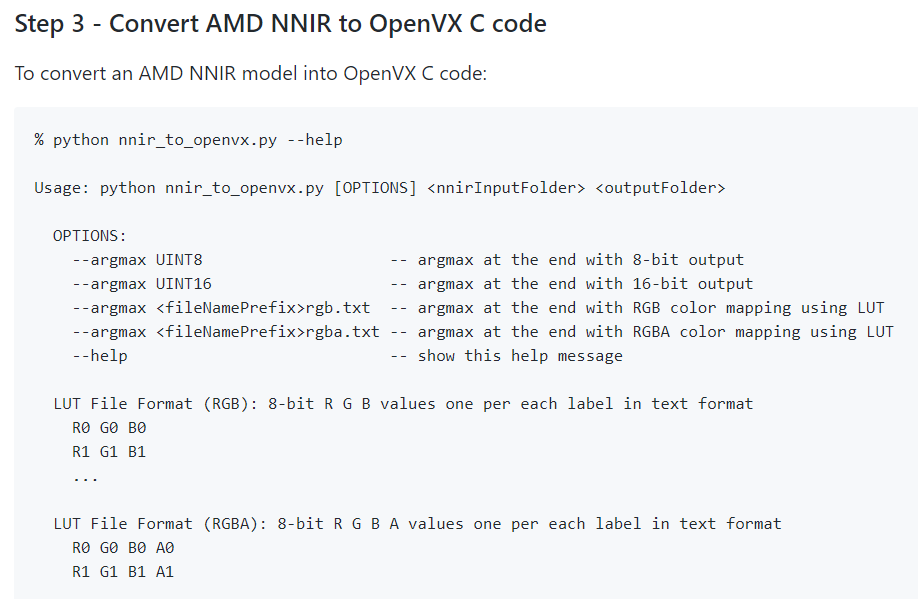 Step 3 - Convert AMD NNIR to OpenVX C code
To convert an AMD NNIR model into OpenVX C code:
% python nnir_to_openvx.py --help
Usage: python nnir_to_openvx.py [OPTIONS] <nnirInputFolder> <outputFolder>
OPTIONS:
--argmax UINT8 -- argmax at the end with 8-bit output
--argmax UINT16 -- argmax at the end with 16-bit output
--argmax <fileNamePrefix>rgb.txt -- argmax at the end with RGB color mapping using LUT
--argmax <fileNamePrefix>rgba.txt -- argmax at the end with RGBA color mapping using LUT
--help -- show this help message
LUT File Format (RGB): 8-bit R G B values one per each label in text format
R0 G0 B0
R1 G1 B1
...
LUT File Format (RGBA): 8-bit R G B A values one per each label in text format
R0 G0 B0 A0
R1 G1 B1 A1